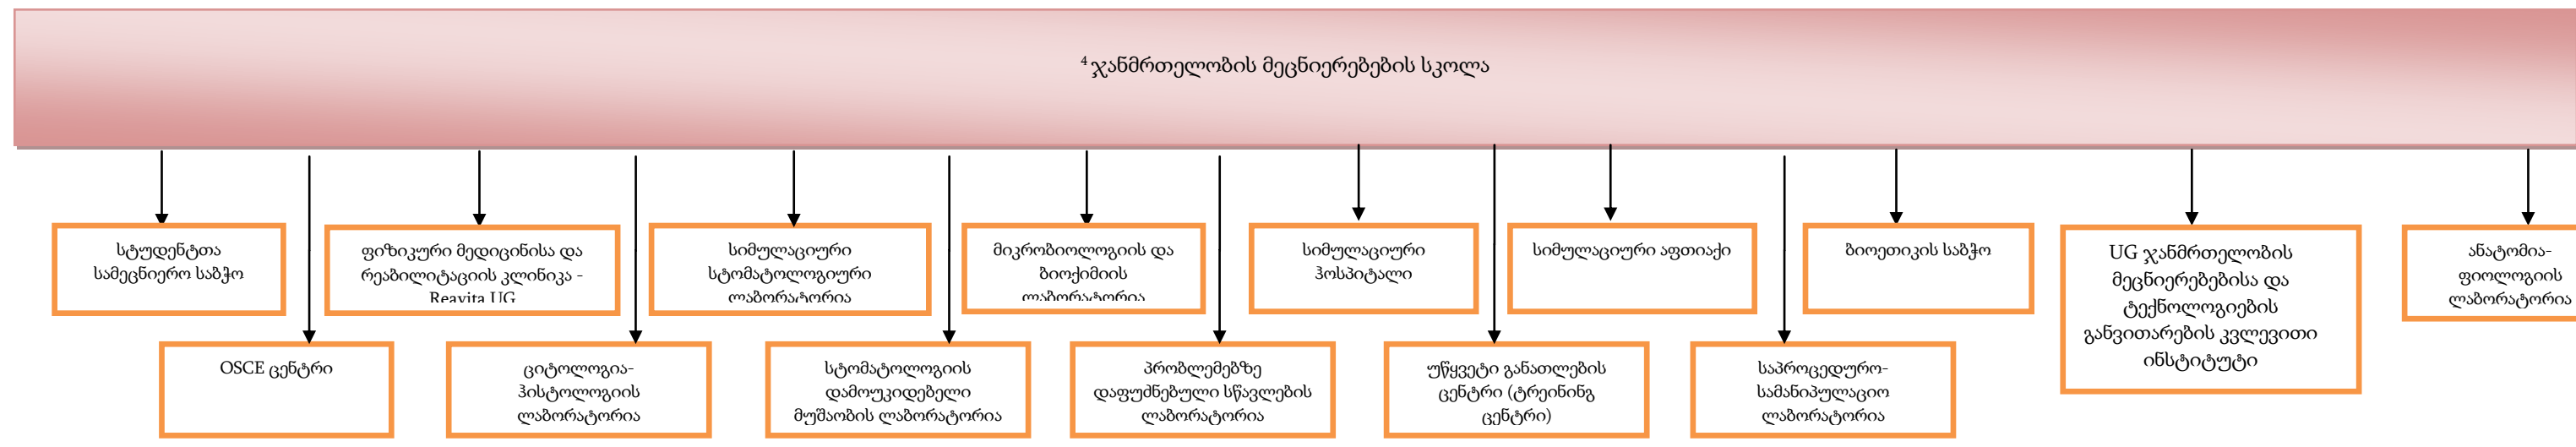 ⁴ ჯანმრთელობის მეცნიერებების სკოლა
სტუდენტთა
სამეცნიერო საბჭო
ფიზიკური მედიცინისა და
რეაბილიტაციის კლინიკა -
Reavita UG
სიმულაციური
სტომატოლოგიური
ლაბორატორია
მიკრობიოლოგიის და
ბიოქიმიის
ლაბორატორია
სიმულაციური
ჰოსპიტალი
სიმულაციური აფთიაქი
ბიოეთიკის საბჭო
UG ჯანმრთელობის
მეცნიერებებისა და
ტექნოლოგიების
განვითარების კვლევითი
ინსტიტუტი
ანატომია-
ფიოლოგიის
ლაბორატორია
OSCE ცენტრი
ციტოლოგია-
ჰისტოლოგიის
ლაბორატორია
სტომატოლოგიის
დამოუკიდებელი
მუშაობის ლაბორატორია
პრობლემებზე
დაფუძნებული სწავლების
ლაბორატორია
უწყვეტი განათლების
ცენტრი (ტრეინინგ
ცენტრი)
საპროცედურო-
სამანიპულაციო
ლაბორატორია